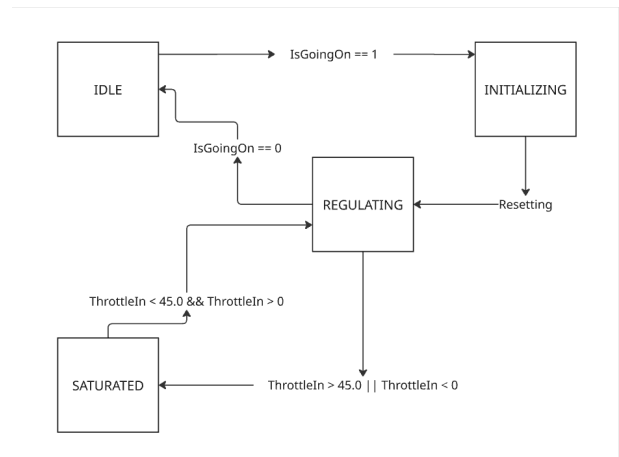 IsGoingOn == 1
IDLE
INITIALIZING
IsGoingOn == 0
REGULATING
Resetting
ThrottleIn < 45.0 && ThrottleIn > 0
SATURATED
ThrottleIn > 45.0 || ThrottleIn < 0